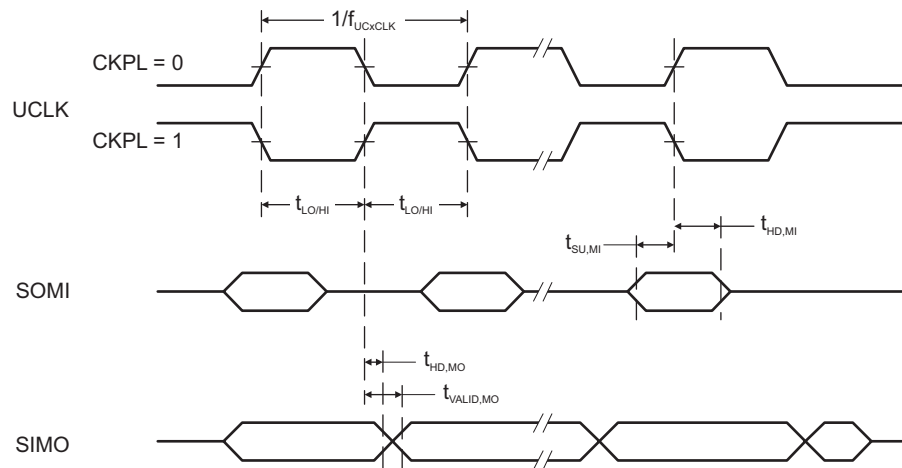 1/fUCxCLK
CKPL = 0
UCLK
CKPL = 1
tLO/HI
tLO/HI
tSU,MI
tHD,MI
SOMI
tHD,MO
tVALID,MO
SIMO